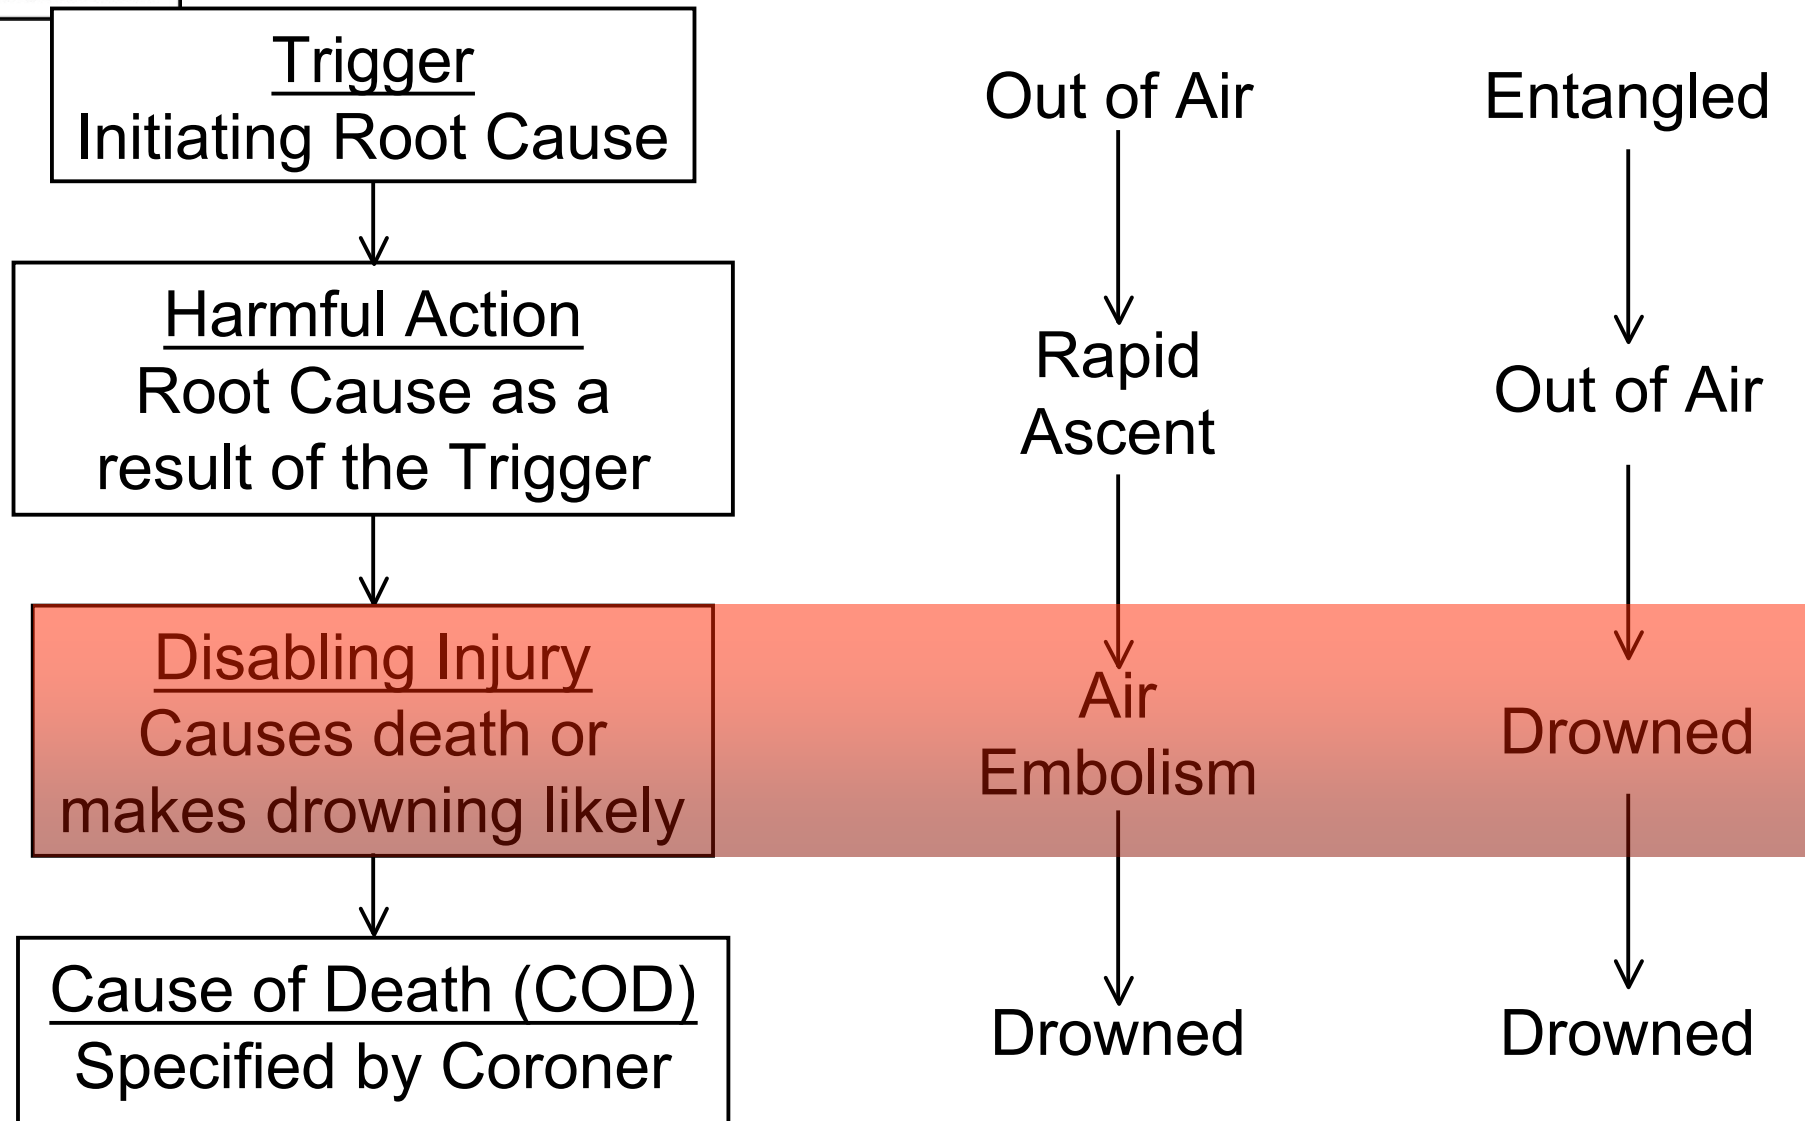 Trigger
Initiating Root Cause
Harmful Action
Root Cause as a
result of the Trigger
Disabling Injury
Causes death or
makes drowning likely
Cause of Death (COD)
Specified by Coroner
Out of Air
Rapid
Ascent
Air
Embolism
Drowned
Entangled
Out of Air
Drowned
Drowned